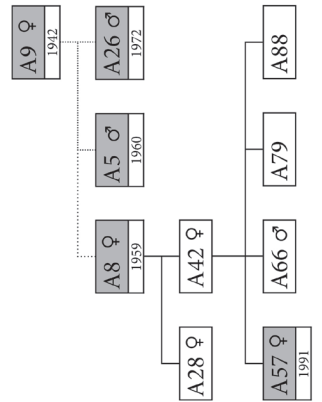 A9 ♀
1942
A8 ♀
1959
A5 ♂
1960
A26 ♂
1972
A28 ♀
A42 ♀
A57 ♀
1991
A66 ♂
A79
A88